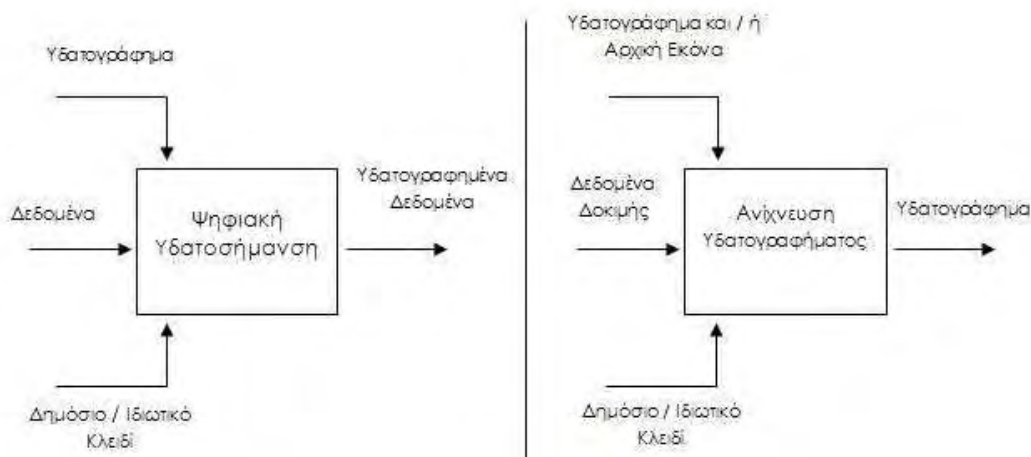 Υδατογράφημα
Δεδομένα
Ψηφιακή
Υδατοσήμανση
Υδατογραφημένα
Δεδομένα
Δημόσιο / Ιδιωτικό
Κλειδί
Υδατογράφημα και / ή
Αρχική Εκόνα
Δεδομένα
Δοκιμής
Ανίχνευση
Υδατογραφήματος
Υδατογράφημα
Δημόσιο / Ιδιωτικό
Κλειδί